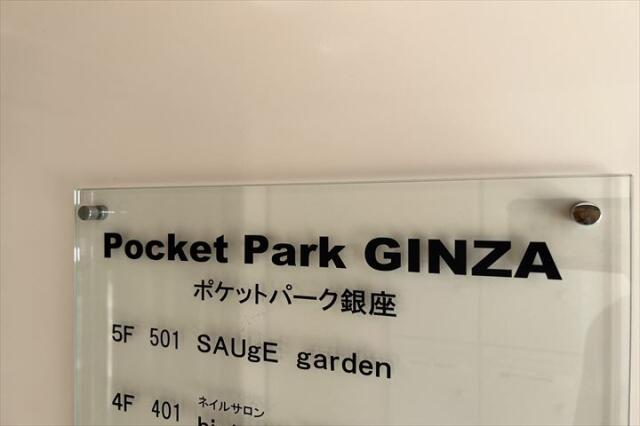 Pocket Park GINZA
ポケットパーク銀座
5F 501 SAUgE garden
ネイルサロン
4F 401